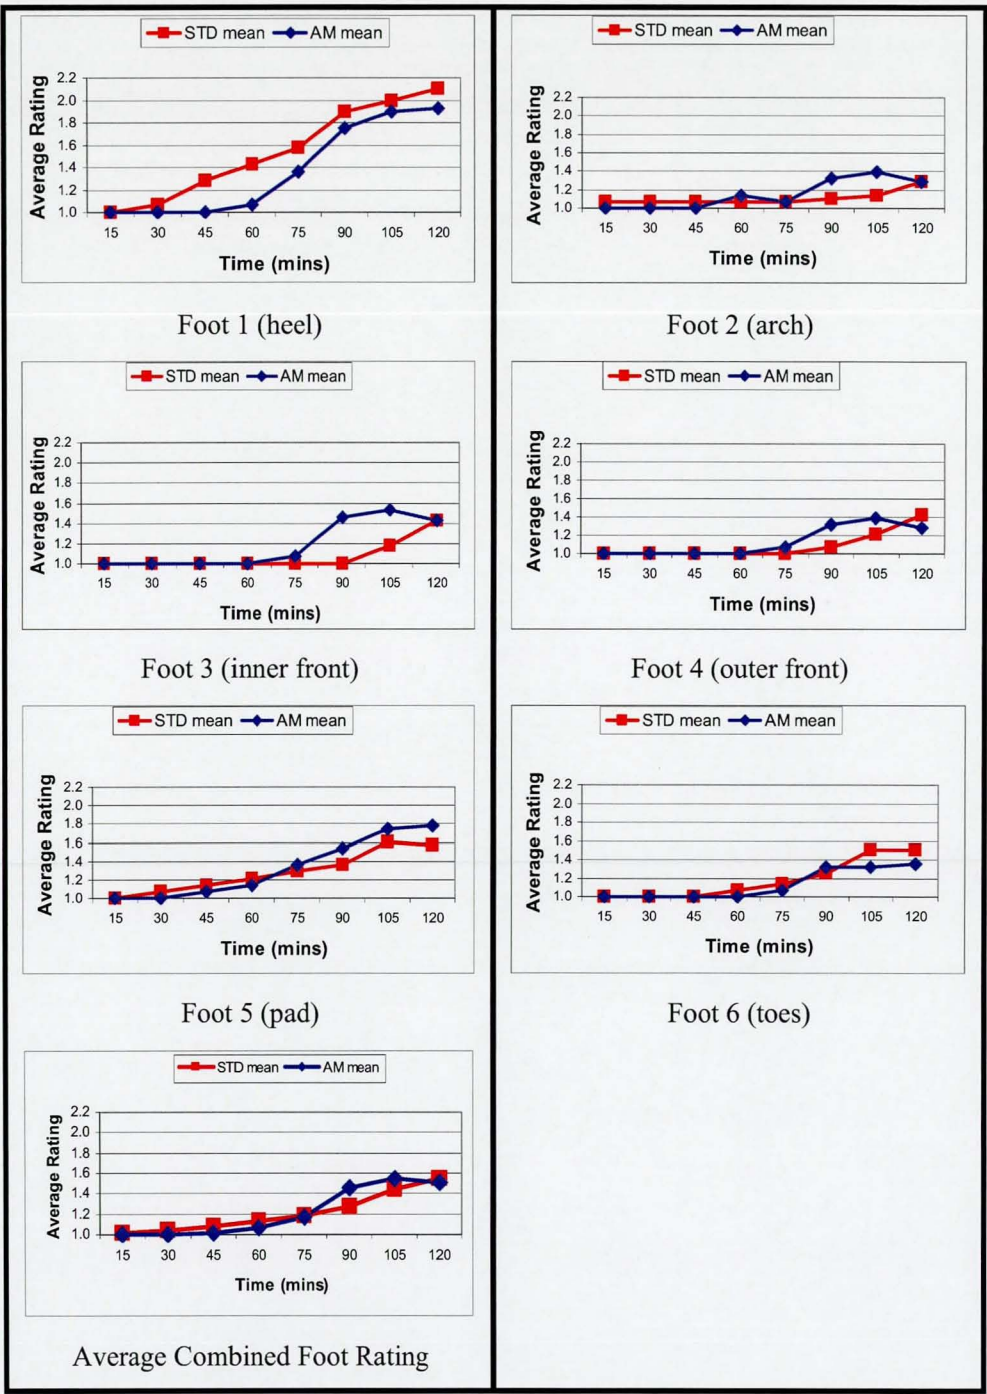 STD mean AM mean
2.2
2.0
1.8
1.6
1.4
1.2
1.0
Average Rating
15 30 45 60 75 90 105 120
Time (mins)
Foot 1 (heel)
STD mean AM mean
2.2
2.0
1.8
1.6
1.4
1.2
1.0
Average Rating
15 30 45 60 75 90 105 120
Time (mins)
Foot 2 (arch)
STD mean AM mean
2.2
2.0
1.8
1.6
1.4
1.2
1.0
Average Rating
15 30 45 60 75 90 105 120
Time (mins)
Foot 3 (inner front)
STD mean AM mean
2.2
2.0
1.8
1.6
1.4
1.2
1.0
Average Rating
15 30 45 60 75 90 105 120
Time (mins)
Foot 4 (outer front)
STD mean AM mean
2.2
2.0
1.8
1.6
1.4
1.2
1.0
Average Rating
15 30 45 60 75 90 105 120
Time (mins)
Foot 5 (pad)
STD mean AM mean
2.2
2.0
1.8
1.6
1.4
1.2
1.0
Average Rating
15 30 45 60 75 90 105 120
Time (mins)
Foot 6 (toes)
STD mean AM mean
2.2
2.0
1.8
1.6
1.4
1.2
1.0
Average Rating
15 30 45 60 75 90 105 120
Time (mins)
Average Combined Foot Rating